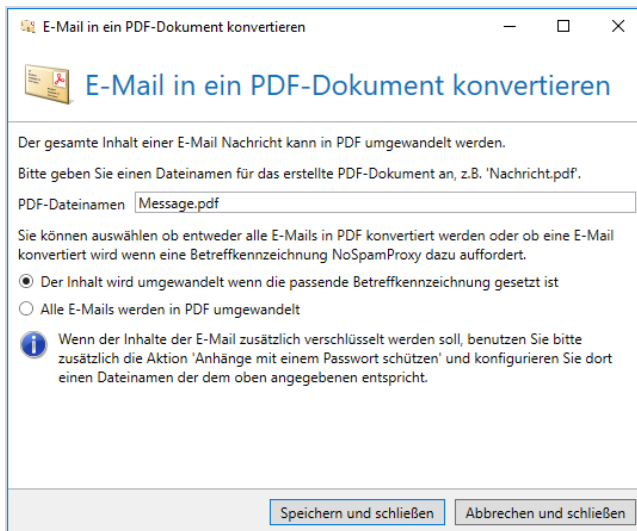 E-Mail in ein PDF-Dokument konvertieren
E-Mail in ein PDF-Dokument konvertieren
Der gesamte Inhalt einer E-Mail Nachricht kann in PDF umgewandelt werden.
Bitte geben Sie einen Dateinamen für das erstellte PDF-Dokument an, z.B. 'Nachricht.pdf'.
PDF-Dateinamen Message.pdf
Sie können auswählen ob entweder alle E-Mails in PDF konvertiert werden oder ob eine E-Mail
konvertiert wird wenn eine Betreffkennzeichnung NoSpamProxy dazu auffordert.
Der Inhalt wird umgewandelt wenn die passende Betreffkennzeichnung gesetzt ist
Alle E-Mails werden in PDF umgewandelt
Wenn der Inhalte der E-Mail zusätzlich verschlüsselt werden soll, benutzen Sie bitte
zusätzlich die Aktion 'Anhänge mit einem Passwort schützen' und konfigurieren Sie dort
einen Dateinamen der dem oben angegebenen entspricht.
Speichern und schließen Abbrechen und schließen